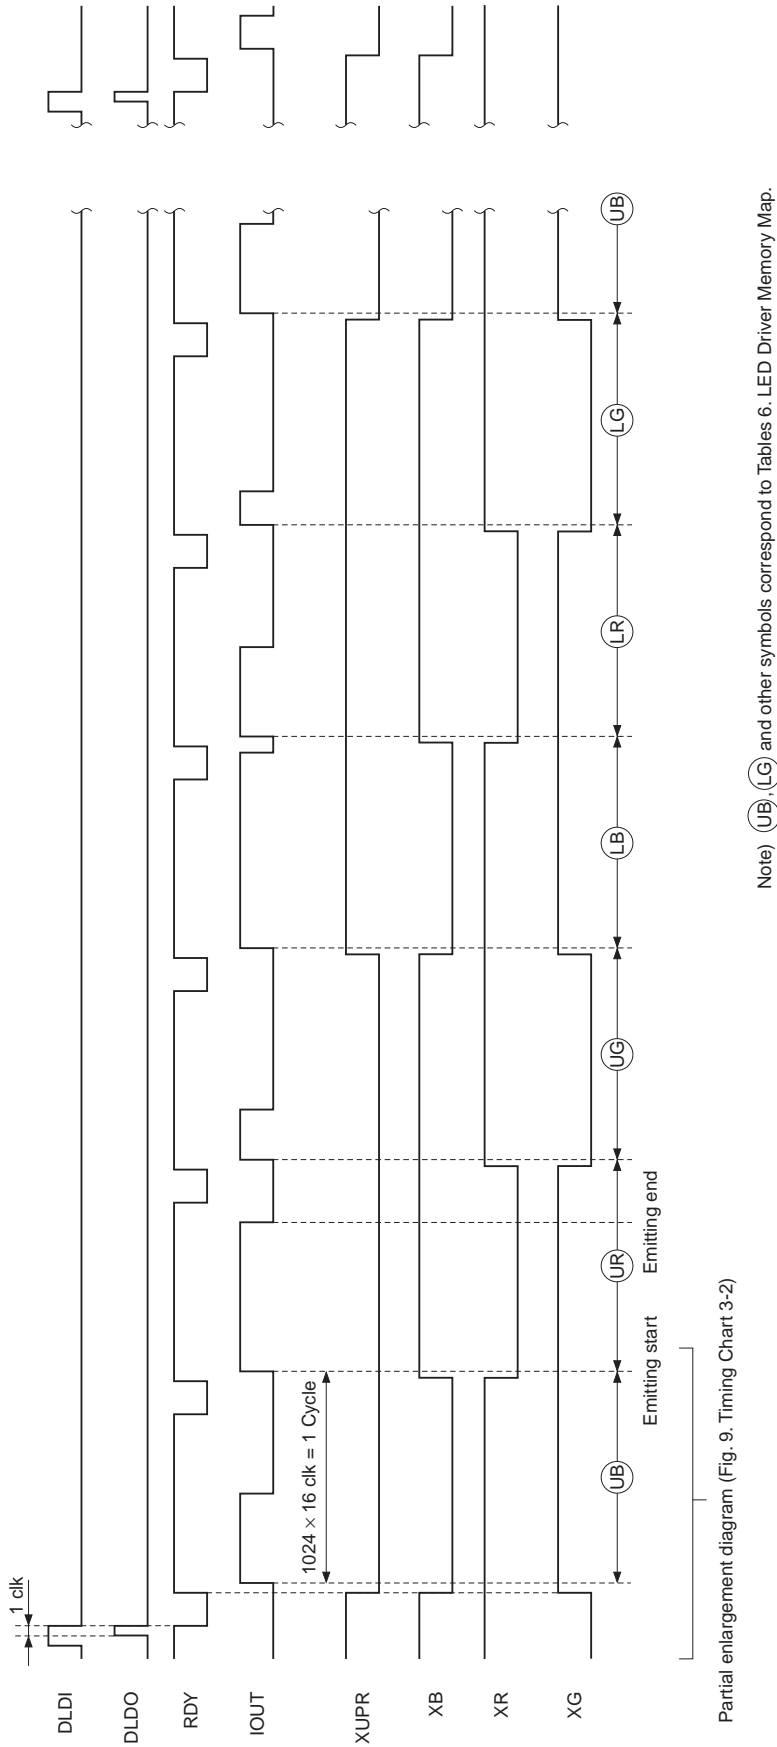 1 clk
DLDI
DLDO
RDY
IOUT
1024 × 16 clk = 1 Cycle
XUPR
XB
XR
XG
UB
UR
UG
LB
LR
LG
UB
Emitting start
Emitting end
Partial enlargement diagram (Fig. 9. Timing Chart 3-2)
Note) UB, LG and other symbols correspond to Tables 6. LED Driver Memory Map.